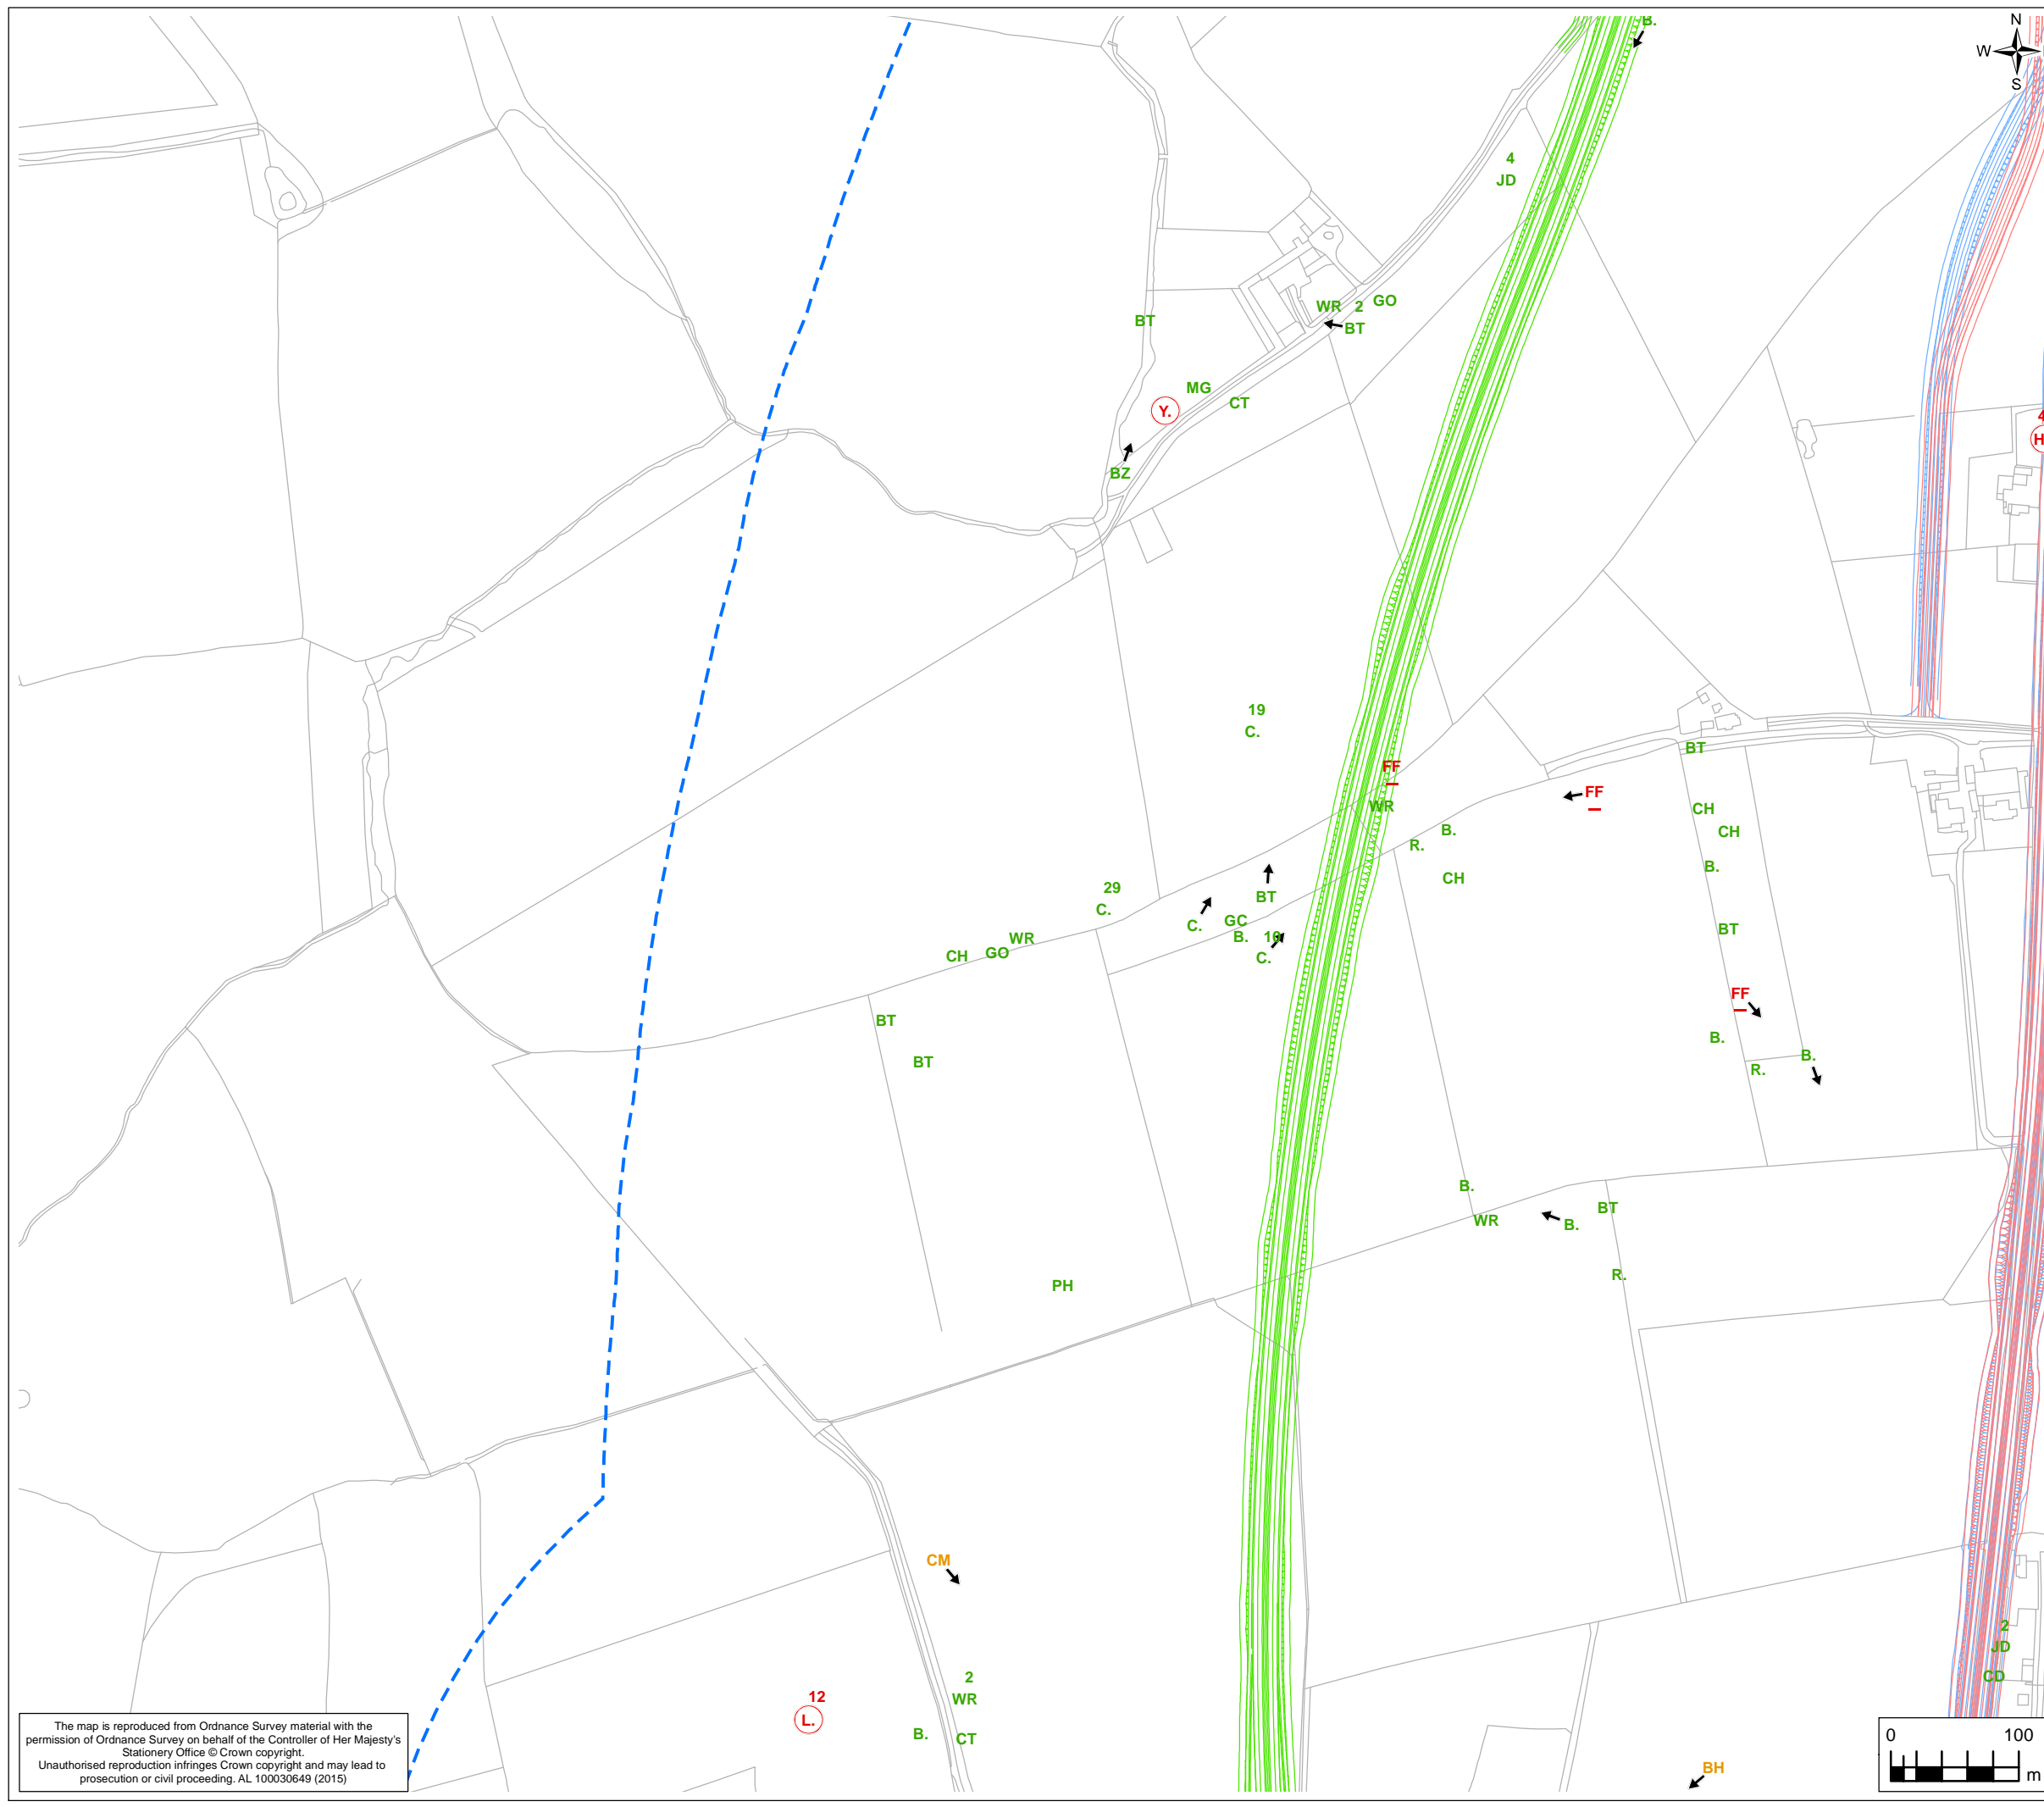 B.
N
W
S
4
JD
WR 2 GO
BT
BT
MG
CT
Y.
BZ
4
H
19
C.
BT
FF
FF
WR
CH
B.
CH
R.
B.
CH
29
C.
BT
GC
C.
B.
C.
WR
CH GO
BT
FF
BT
B.
B.
BT
R.
B.
BT
WR
B.
R.
PH
CM
2
JD
CD
2
WR
12
L.
B.
CT
BH
The map is reproduced from Ordnance Survey material with the
permission of Ordnance Survey on behalf of the Controller of Her Majesty's
Stationery Office © Crown copyright.
Unauthorised reproduction infringes Crown copyright and may lead to
prosecution or civil proceeding. AL 100030649 (2015)
0 100
m